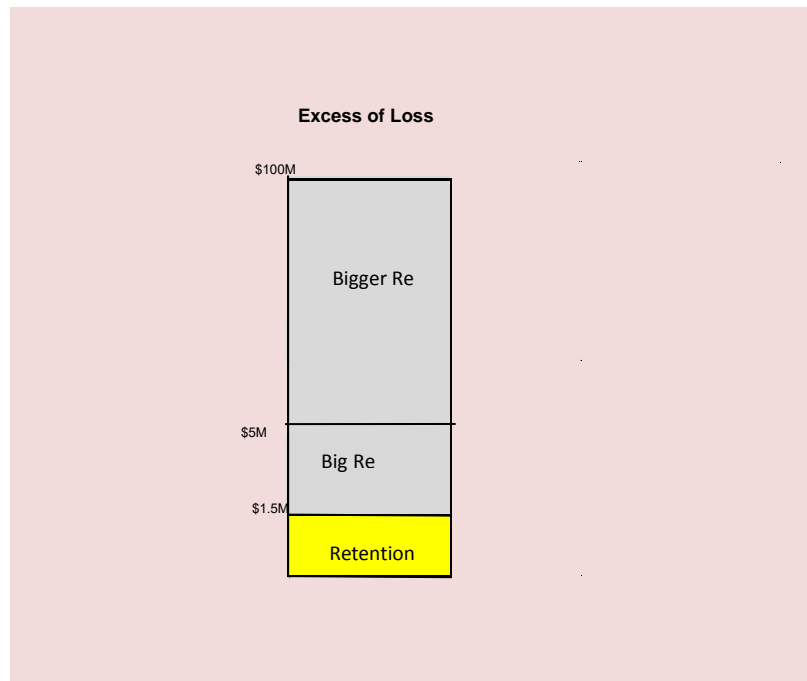 Excess of Loss
$100M
Bigger Re
$5M
Big Re
$1.5M
Retention